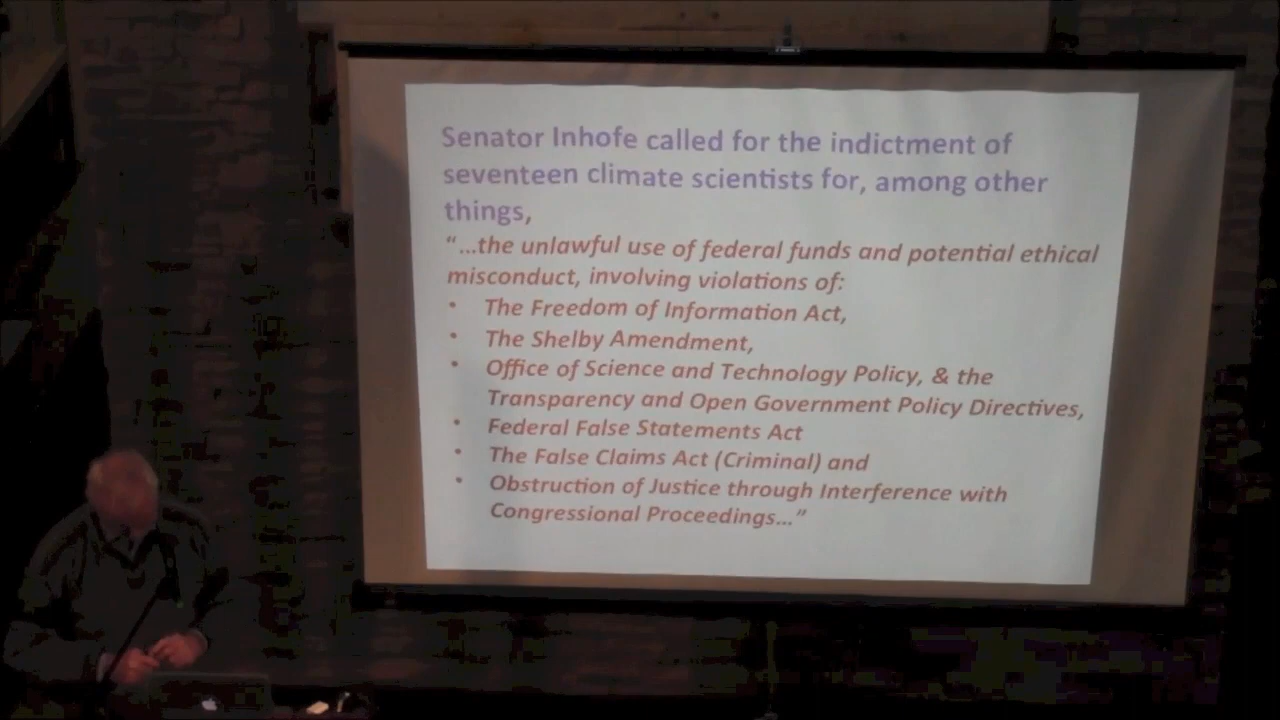 Senator Inhofe called for the indictment of
seventeen climate scientists for, among other
things,
“…the unlawful use of federal funds and potential ethical
misconduct, involving violations of:
• The Freedom of Information Act,
• The Shelby Amendment,
• Office of Science and Technology Policy, & the
Transparency and Open Government Policy Directives,
• Federal False Statements Act
• The False Claims Act (Criminal) and
• Obstruction of Justice through Interference with
Congressional Proceedings…”